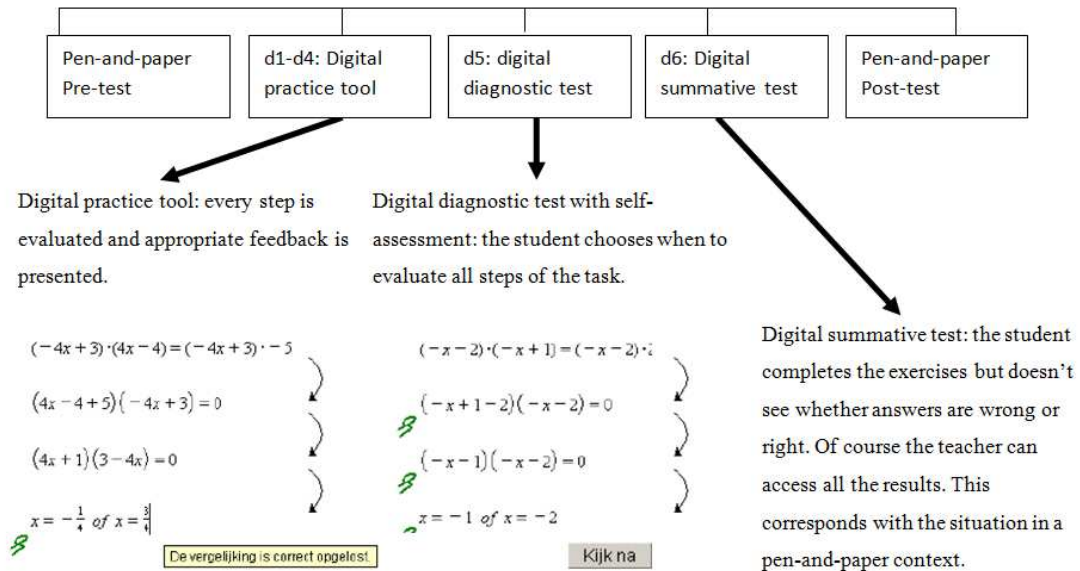 Pen-and-paper
Pre-test
d1-d4: Digital
practice tool
d5: digital
diagnostic test
d6: Digital
summative test
Pen-and-paper
Post-test
Digital practice tool: every step is
evaluated and appropriate feedback is
presented.
Digital diagnostic test with self-
assessment: the student chooses when to
evaluate all steps of the task.
Digital summative test: the student
completes the exercises but doesn't
see whether answers are wrong or
right. Of course the teacher can
access all the results. This
corresponds with the situation in a
pen-and-paper context.
(−4x+3)·(4x−4)=(−4x+3)·−5
(4x−4+5)(−4x+3)=0
(4x+1)(3−4x)=0
x=−1/4 of x=3/4
De vergelijking is correct opgelost.
(−x−2)·(−x+1)=(−x−2)·
(−x+1−2)(−x−2)=0
(−x−1)(−x−2)=0
x=−1 of x=−2
Kijk na